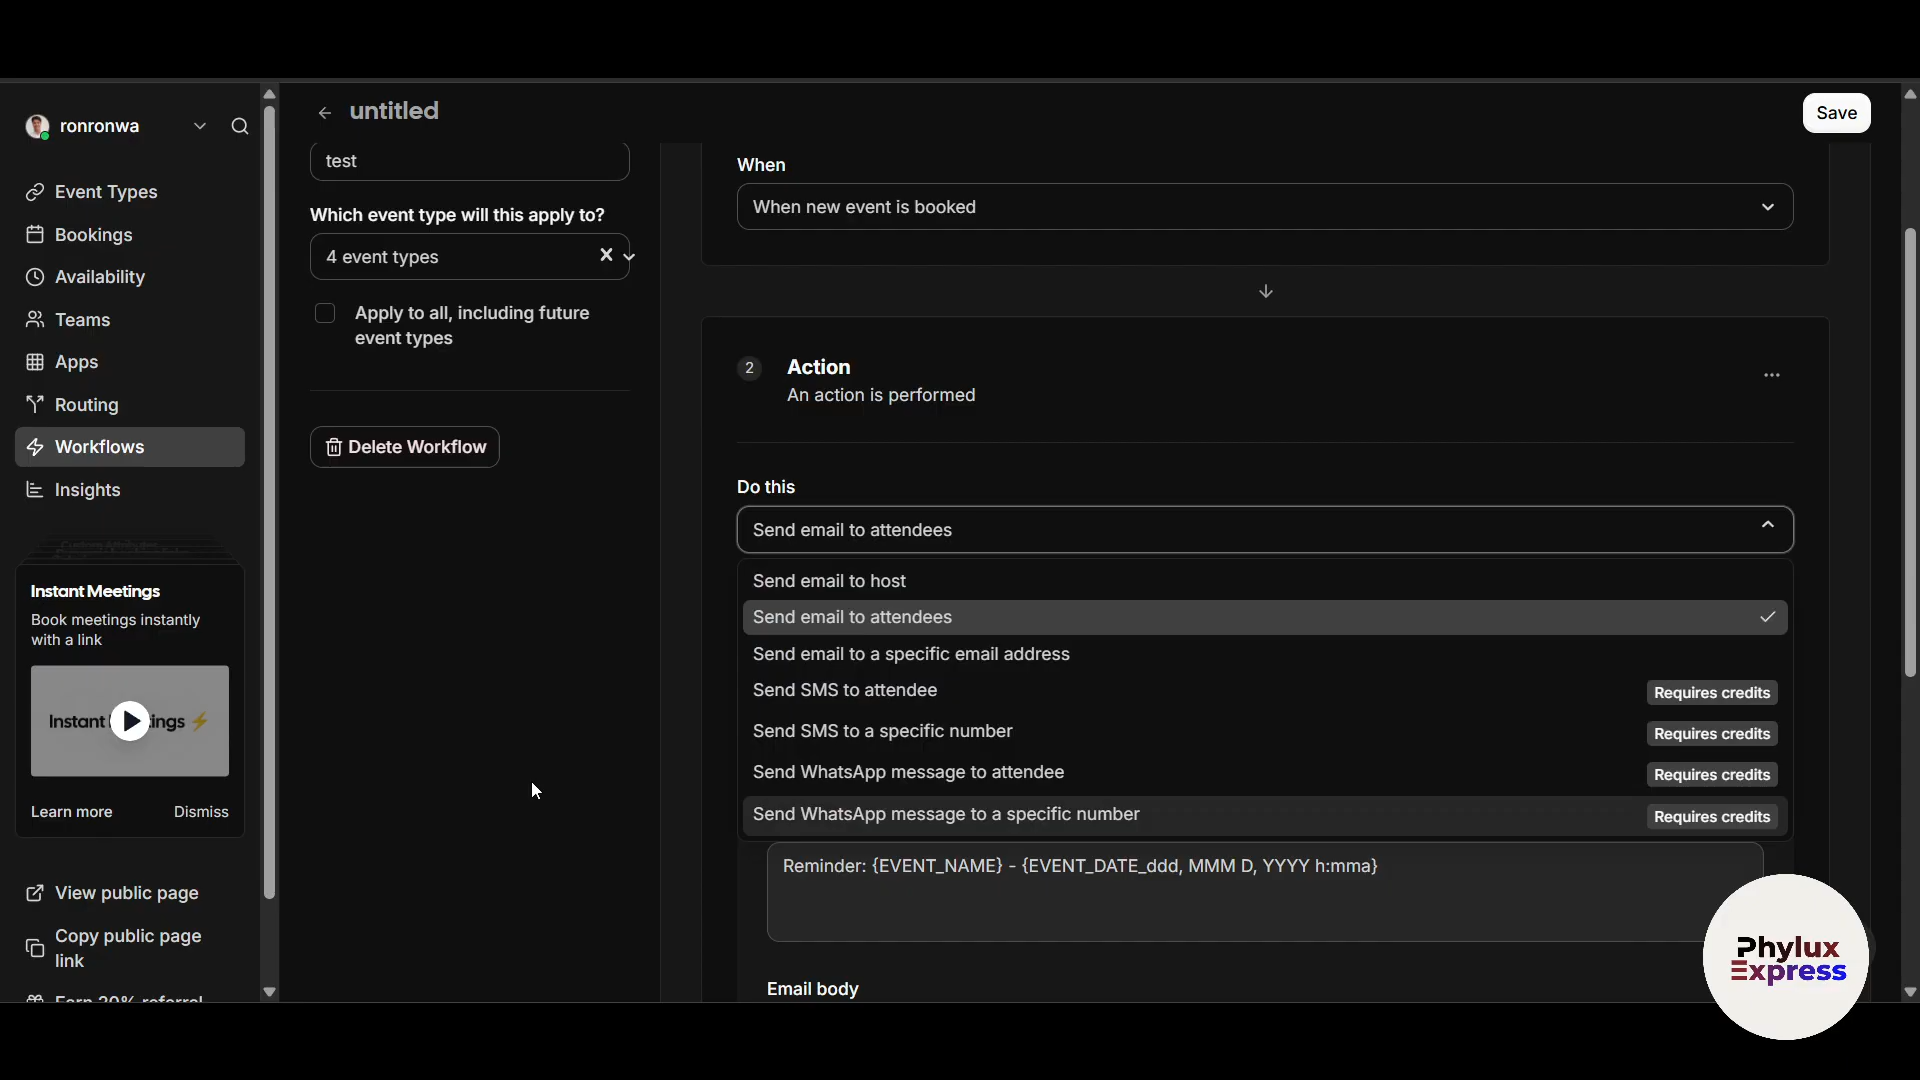 ronronwa
Event Types
Bookings
Availability
Teams
Apps
Routing
Workflows
Insights
Instant Meetings
Book meetings instantly
with a link
Instant
ings ⚡
Learn more
Dismiss
View public page
Copy public page
link
untitled
Save
test
Which event type will this apply to?
4 event types
Apply to all, including future
event types
Delete Workflow
When
When new event is booked
2
Action
An action is performed
Do this
Send email to attendees
Send email to host
Send email to attendees
Send email to a specific email address
Send SMS to attendee
Requires credits
Send SMS to a specific number
Requires credits
Send WhatsApp message to attendee
Requires credits
Send WhatsApp message to a specific number
Requires credits
Reminder: {EVENT_NAME} - {EVENT_DATE_ddd, MMM D, YYYY h:mma}
Email body
Phylux
Express